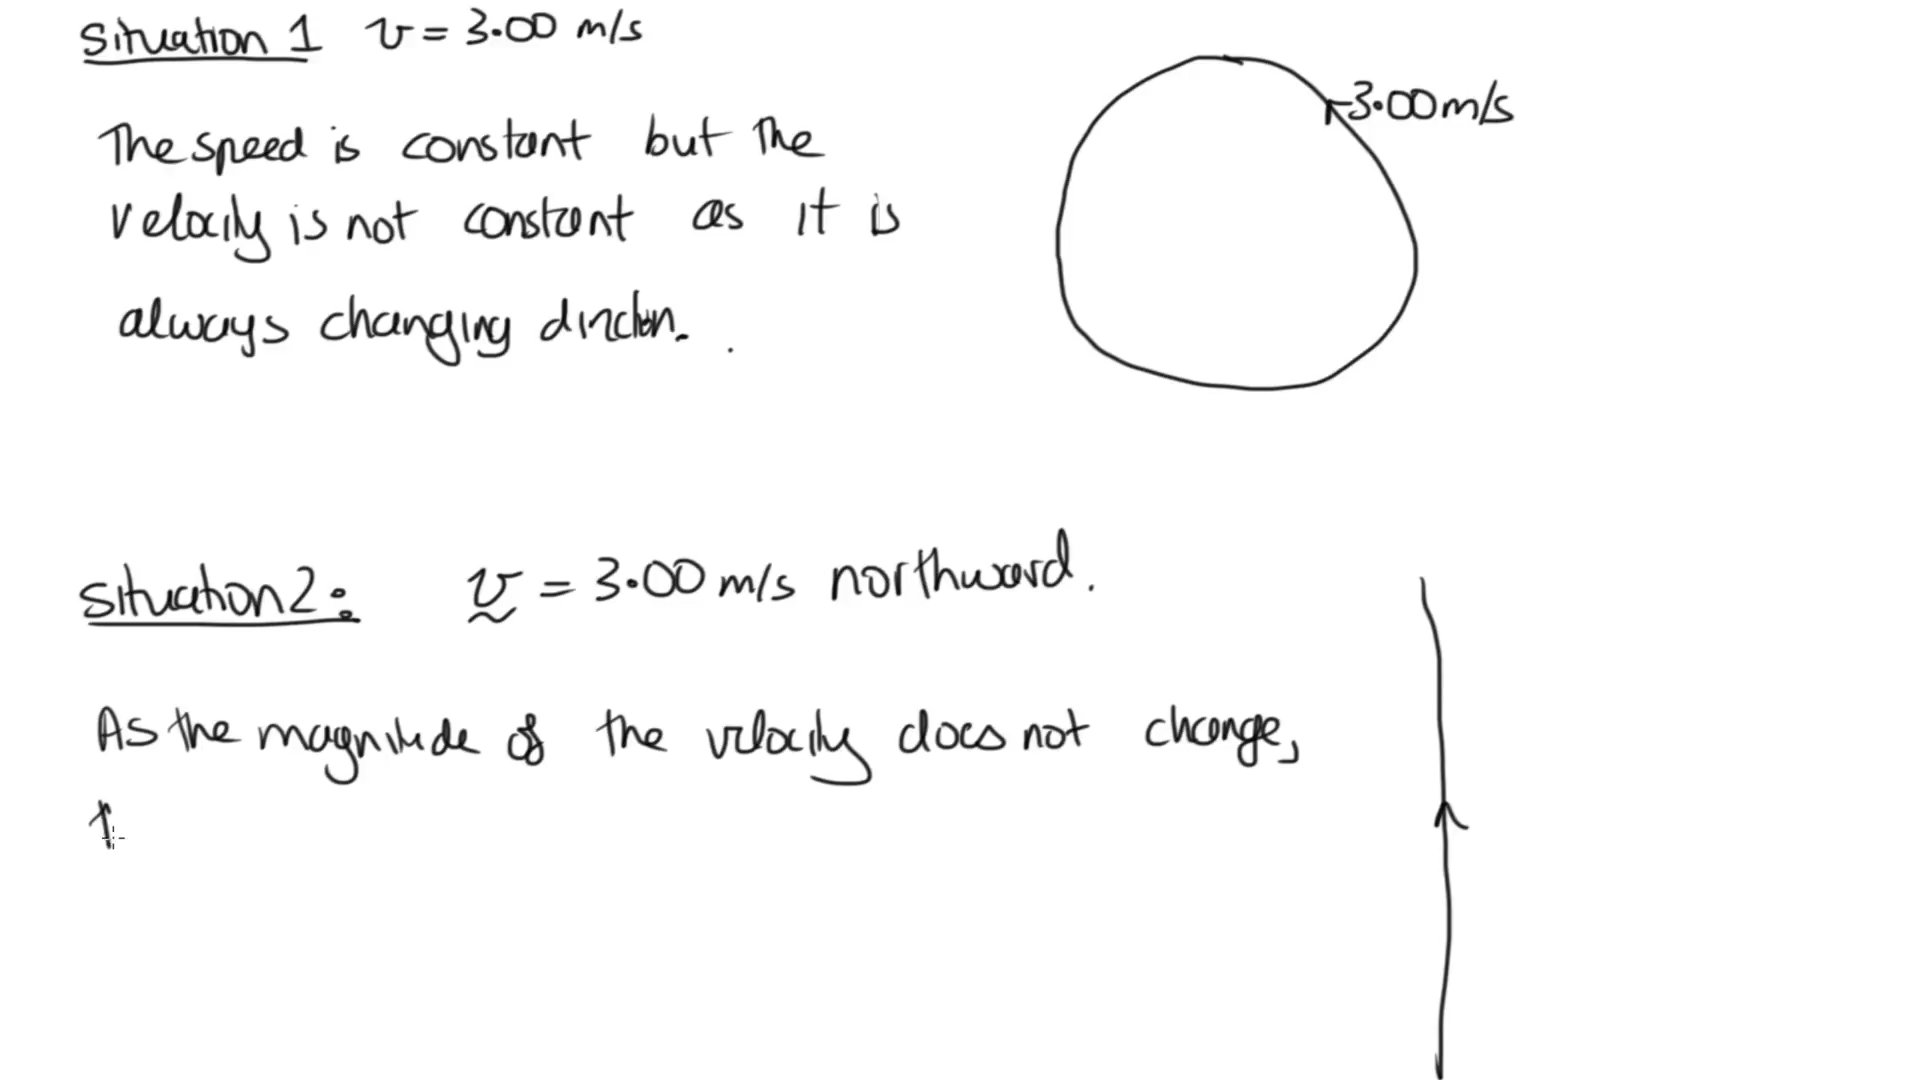 Situation 1 v = 3.00 m/s
3.00 m/s
The speed is constant but the
velocity is not constant as it is
always changing direction.
Situation 2: v = 3.00 m/s northward.
As the magnitude of the velocity does not change,